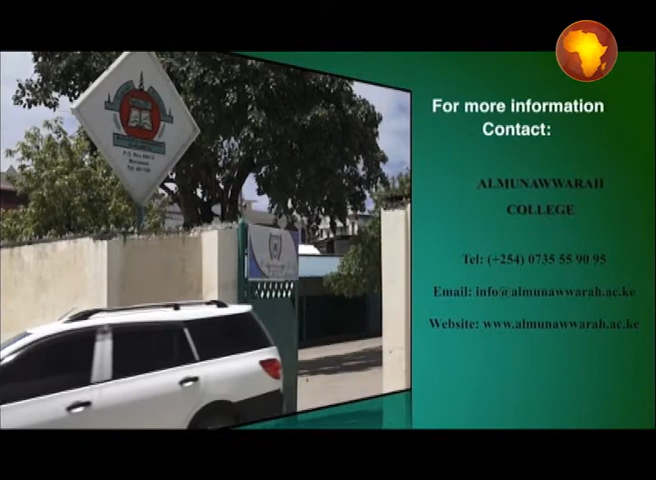 For more information
Contact:
ALMUNAWWARAH
COLLEGE
Tel: (+254) 0735 55 90 95
Email: info@almunawwarah.ac.ke
Website: www.almunawwarah.ac.ke